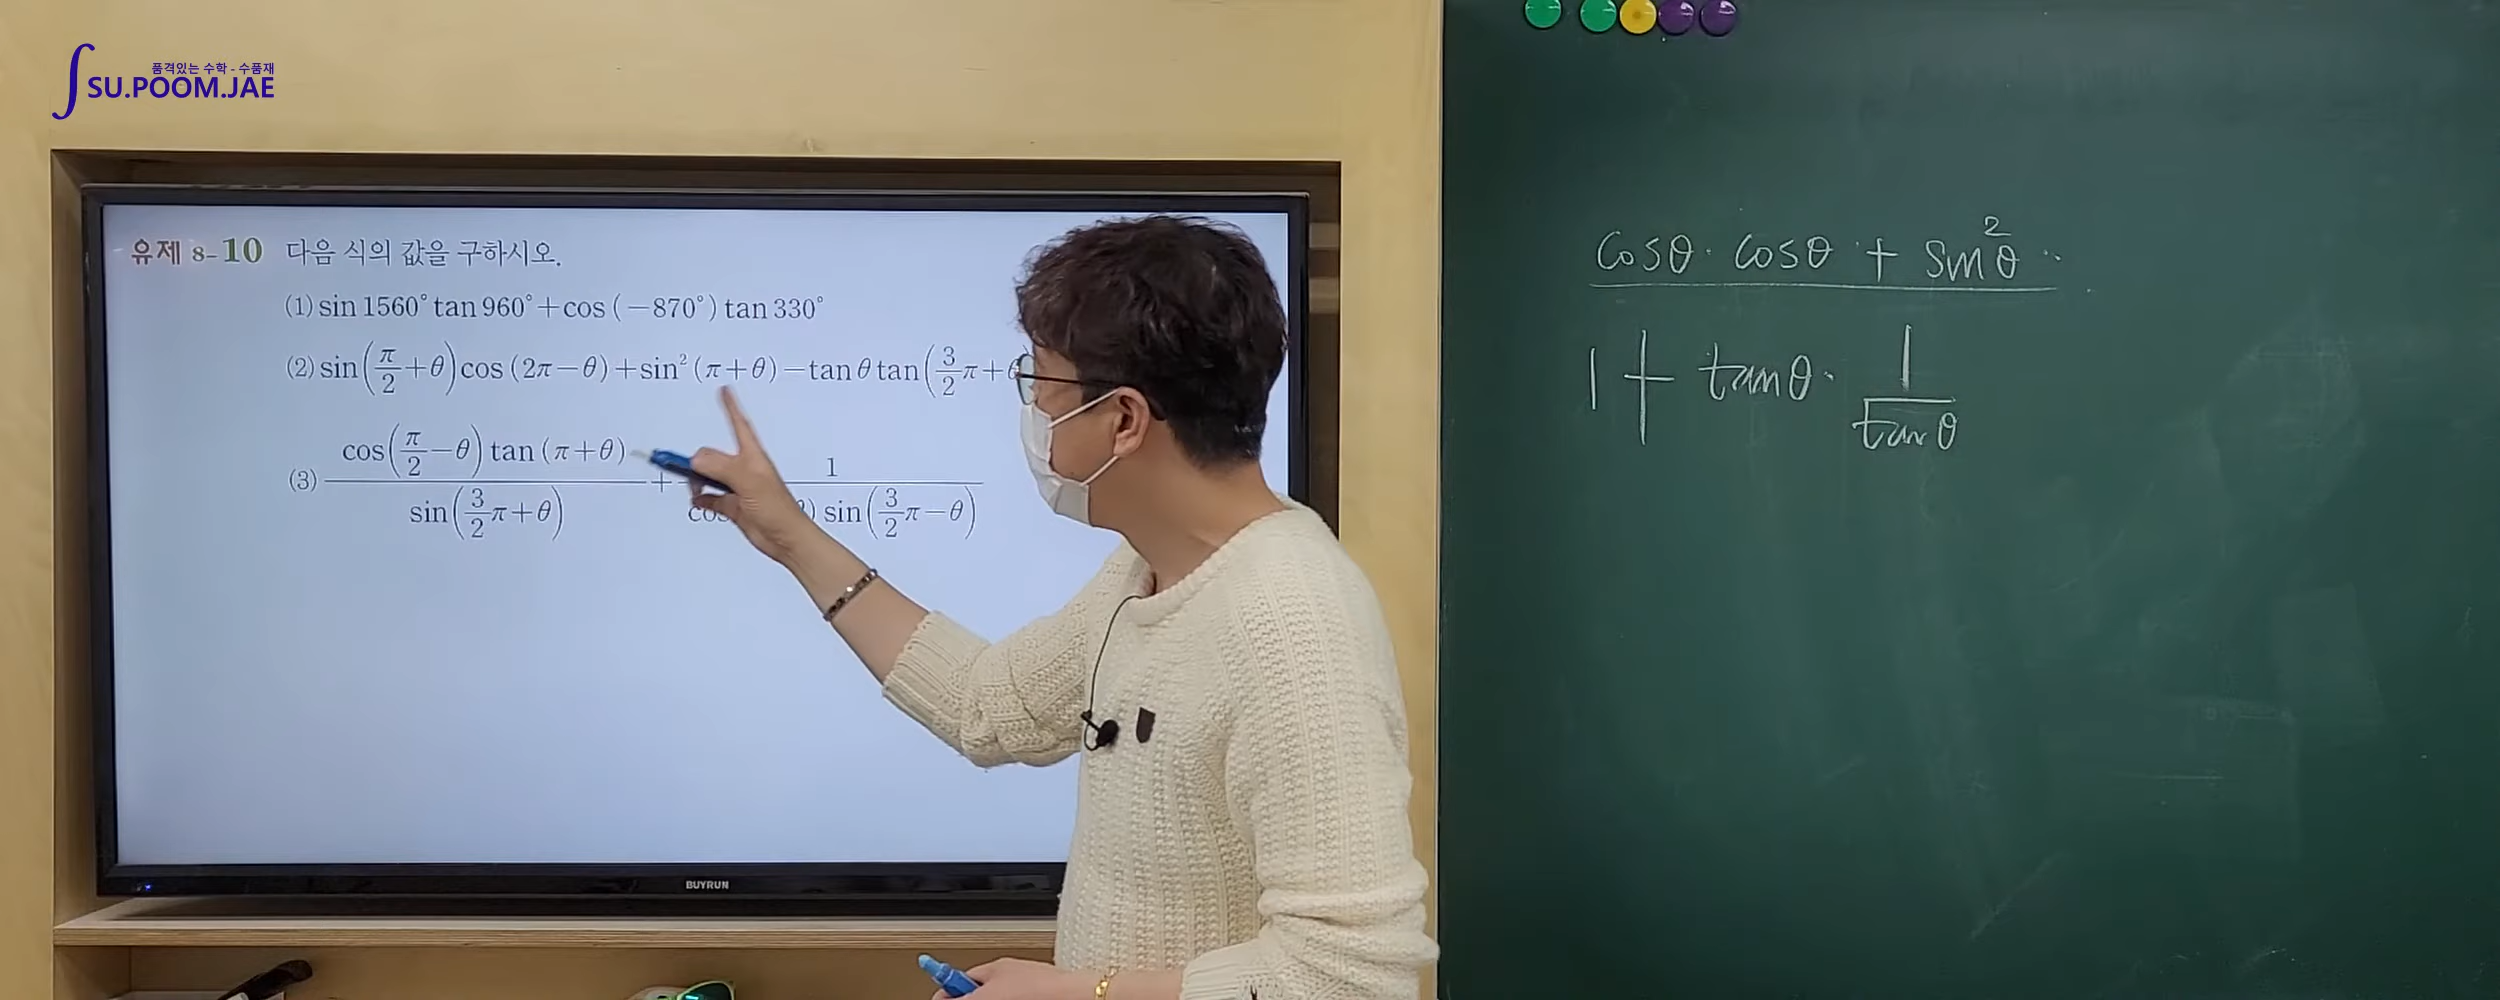 품격있는 수학 - 수품재
SU.POOM.JAE
유제 8-10 다음 식의 값을 구하시오.
(1) sin 1560° tan 960° + cos (−870°) tan 330°
(2) sin(π/2+θ) cos (2π−θ) + sin² (π+θ) − tan θ tan(3/2 π+θ
(3) cos(π/2−θ) tan (π+θ) / sin(3/2 π+θ) + 1 / cos ) sin(3/2 π−θ)
BUYRUN
cosθ · cosθ + sin²θ
1 + tanθ · 1/tanθ